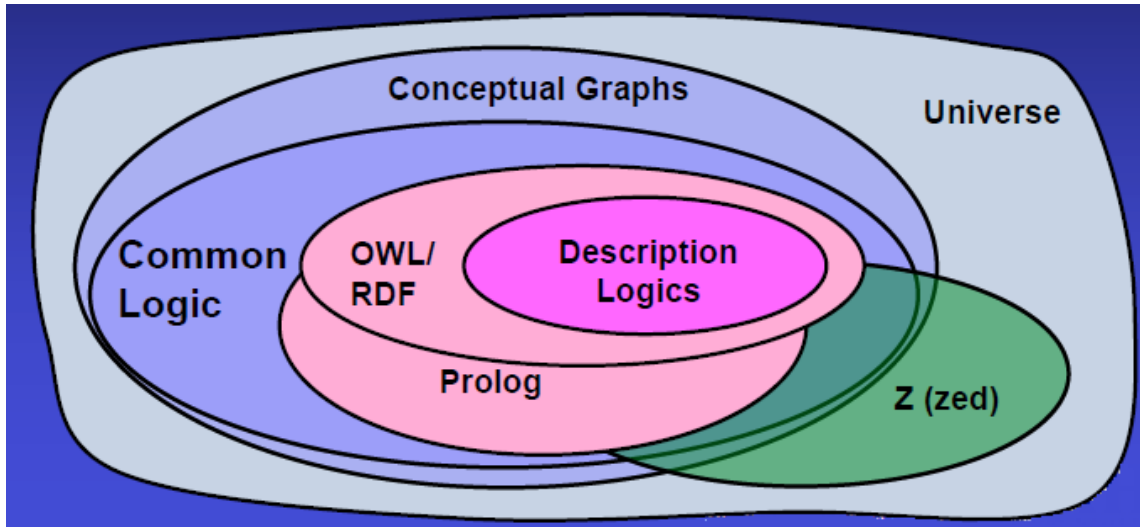 Conceptual Graphs
Universe
Common
Logic
OWL/
RDF
Description
Logics
Prolog
Z (zed)